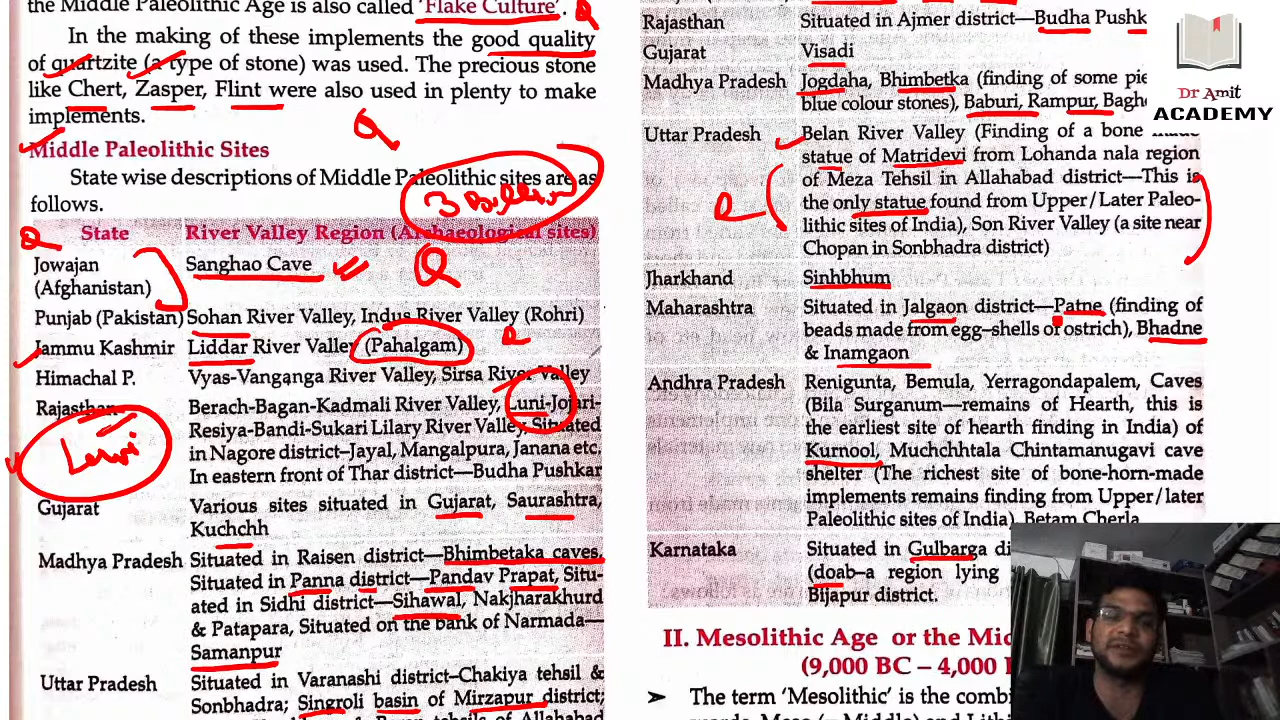 the Middle Paleolithic Age is also called 'Flake Culture'.
In the making of these implements the good quality
of quartzite (a type of stone) was used. The precious stone
like Chert, Zasper, Flint were also used in plenty to make
implements.
Middle Paleolithic Sites
State wise descriptions of Middle Paleolithic sites are as
follows.
3 Billion
State River Valley Region (Archaeological sites)
Jowajan Sanghao Cave
(Afghanistan)
Punjab (Pakistan) Sohan River Valley, Indus River Valley (Rohri)
Jammu Kashmir Liddar River Valley (Pahalgam)
Himachal P. Vyas-Vanganga River Valley, Sirsa River Valley
Rajasthan Berach-Bagan-Kadmali River Valley, Luni-Jojari-
Resiya-Bandi-Sukari Lilary River Valley, Situated
in Nagore district–Jayal, Mangalpura, Janana etc.
In eastern front of Thar district–Budha Pushkar
Luni
Gujarat Various sites situated in Gujarat, Saurashtra,
Kuchchh
Madhya Pradesh Situated in Raisen district—Bhimbetaka caves,
Situated in Panna district—Pandav Prapat, Situ-
ated in Sidhi district—Sihawal, Nakjharakhurd
& Patapara, Situated on the bank of Narmada—
Samanpur
Uttar Pradesh Situated in Varanashi district–Chakiya tehsil &
Sonbhadra; Singroli basin of Mirzapur district;
tehsils of Allahabad
Rajasthan Situated in Ajmer district—Budha Pushk
Gujarat Visadi
Madhya Pradesh Jogdaha, Bhimbetka (finding of some pie
blue colour stones), Baburi, Rampur, Bagh
Uttar Pradesh Belan River Valley (Finding of a bone made
statue of Matridevi from Lohanda nala region
of Meza Tehsil in Allahabad district—This is
the only statue found from Upper/Later Paleo-
lithic sites of India), Son River Valley (a site near
Chopan in Sonbhadra district)
Jharkhand Sinhbhum
Maharashtra Situated in Jalgaon district—Patne (finding of
beads made from egg–shells of ostrich), Bhadne
& Inamgaon
Andhra Pradesh Renigunta, Bemula, Yerragondapalem, Caves
(Bila Surganum—remains of Hearth, this is
the earliest site of hearth finding in India) of
Kurnool, Muchchhtala Chintamanugavi cave
shelter (The richest site of bone-horn-made
implements remains finding from Upper/later
Paleolithic sites of India), Betam Cherla
Karnataka Situated in Gulbarga di
(doab–a region lying
Bijapur district.
II. Mesolithic Age or the Mi
(9,000 BC – 4,000
➤ The term 'Mesolithic' is the combi
Dr Amit
ACADEMY